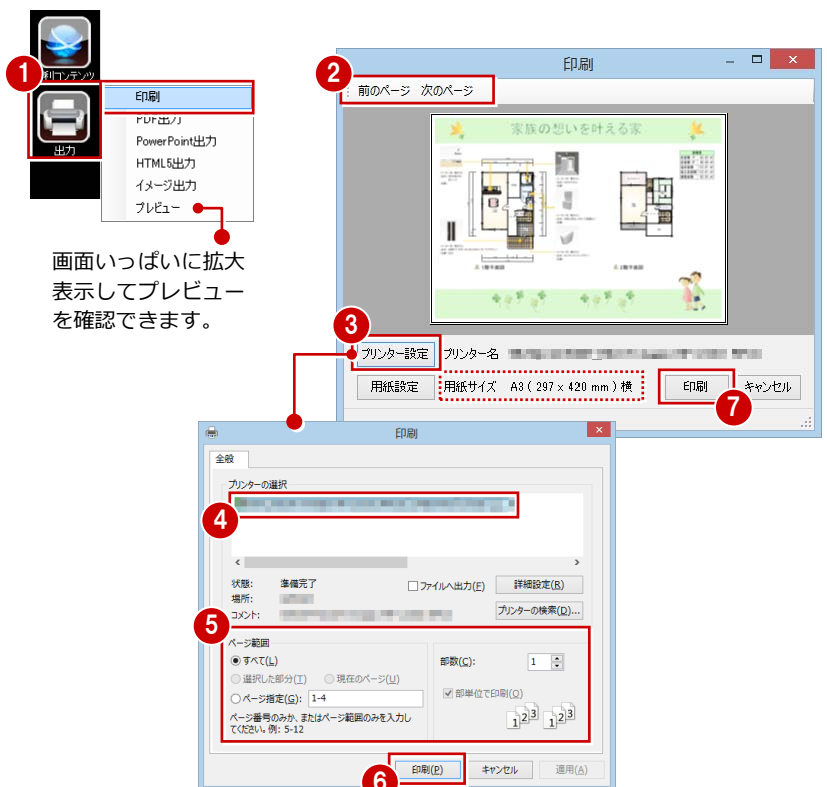 1
利コンテンツ
出力
印刷
PDF出力
PowerPoint出力
HTML5出力
イメージ出力
プレビュー
画面いっぱいに拡大
表示してプレビュー
を確認できます。
印刷
2
前のページ 次のページ
家族の想いを叶える家
3
プリンター設定 プリンター名
用紙設定 用紙サイズ A3 ( 297 x 420 mm ) 横 印刷 キャンセル
7
印刷
全般
プリンターの選択
4
状態: 準備完了
ファイルへ出力(F) 詳細設定(R)
場所:
コメント:
プリンターの検索(D)...
5
ページ範囲
すべて(L)
選択した部分(T) 現在のページ(U)
ページ指定(G): 1-4
ページ番号のみか、またはページ範囲のみを入力し
てください。例: 5-12
部数(C): 1
部単位で印刷(O)
1 2 3 1 2 3
印刷(P) キャンセル 適用(A)
6